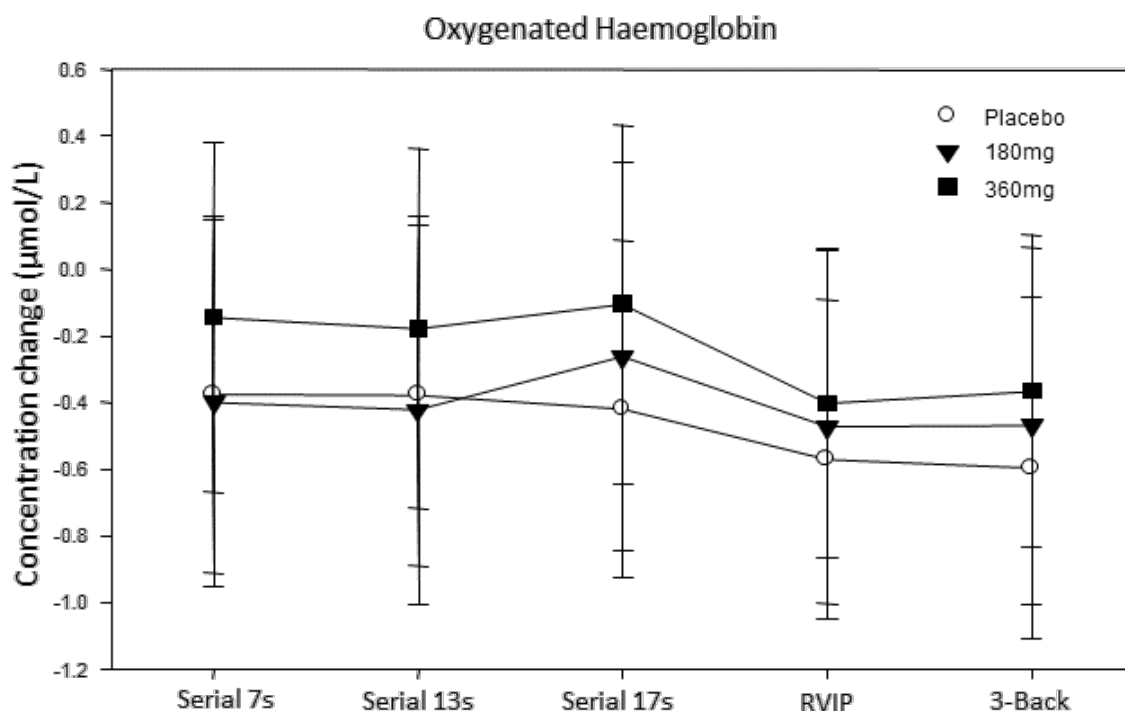 Oxygenated Haemoglobin
Concentration change (µmol/L)
0.6
0.4
0.2
0.0
-0.2
-0.4
-0.6
-0.8
-1.0
-1.2
Placebo
180mg
360mg
Serial 7s
Serial 13s
Serial 17s
RVIP
3-Back